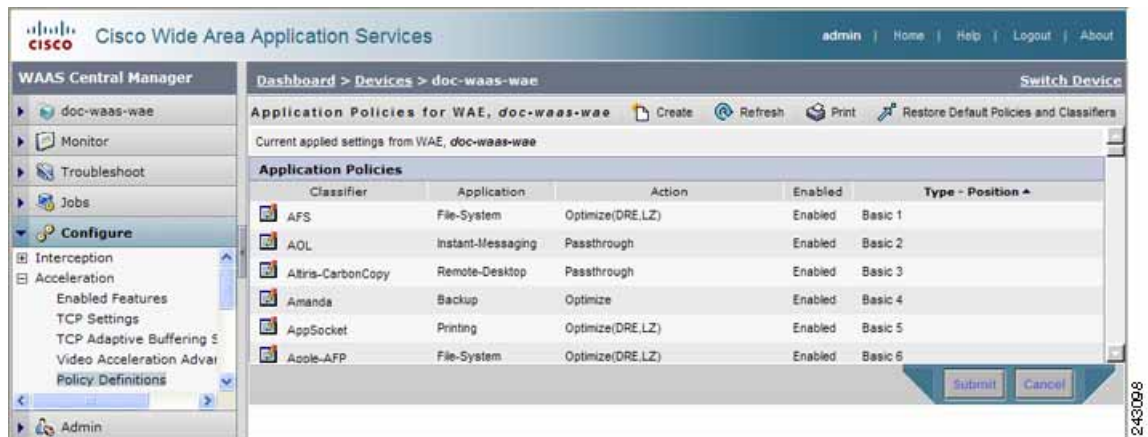 CISCO
Cisco Wide Area Application Services
admin | Home | Help | Logout | About
WAAS Central Manager
Dashboard > Devices > doc-waas-wae
Switch Device
doc-waas-wae
Monitor
Troubleshoot
Jobs
Configure
Interception
Acceleration
Enabled Features
TCP Settings
TCP Adaptive Buffering S
Video Acceleration Advar
Policy Definitions
Admin
Application Policies for WAE, doc-waas-wae
Create
Refresh
Print
Restore Default Policies and Classifiers
Current applied settings from WAE, doc-waas-wae
Application Policies
Classifier Application Action Enabled Type - Position
AFS File-System Optimize(DRE,LZ) Enabled Basic 1
AOL Instant-Messaging Passthrough Enabled Basic 2
Altiris-CarbonCopy Remote-Desktop Passthrough Enabled Basic 3
Amanda Backup Optimize Enabled Basic 4
AppSocket Printing Optimize(DRE,LZ) Enabled Basic 5
Apple-AFP File-System Optimize(DRE,LZ) Enabled Basic 6
Submit Cancel
243098